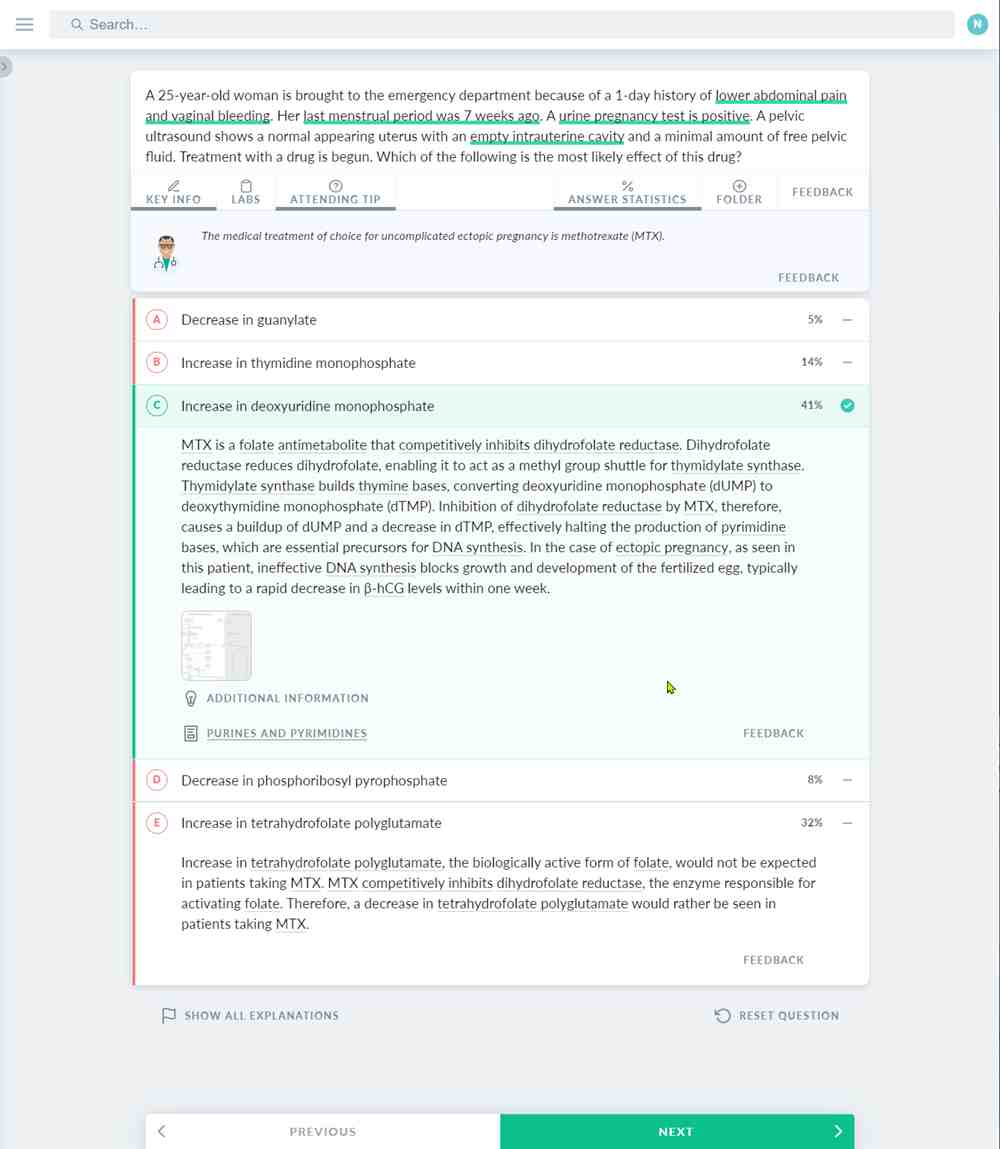 Search...
N
A 25-year-old woman is brought to the emergency department because of a 1-day history of lower abdominal pain
and vaginal bleeding. Her last menstrual period was 7 weeks ago. A urine pregnancy test is positive. A pelvic
ultrasound shows a normal appearing uterus with an empty intrauterine cavity and a minimal amount of free pelvic
fluid. Treatment with a drug is begun. Which of the following is the most likely effect of this drug?
KEY INFO LABS ATTENDING TIP ANSWER STATISTICS FOLDER FEEDBACK
The medical treatment of choice for uncomplicated ectopic pregnancy is methotrexate (MTX).
FEEDBACK
A Decrease in guanylate 5%
B Increase in thymidine monophosphate 14%
C Increase in deoxyuridine monophosphate 41%
MTX is a folate antimetabolite that competitively inhibits dihydrofolate reductase. Dihydrofolate
reductase reduces dihydrofolate, enabling it to act as a methyl group shuttle for thymidylate synthase.
Thymidylate synthase builds thymine bases, converting deoxyuridine monophosphate (dUMP) to
deoxythymidine monophosphate (dTMP). Inhibition of dihydrofolate reductase by MTX, therefore,
causes a buildup of dUMP and a decrease in dTMP, effectively halting the production of pyrimidine
bases, which are essential precursors for DNA synthesis. In the case of ectopic pregnancy, as seen in
this patient, ineffective DNA synthesis blocks growth and development of the fertilized egg, typically
leading to a rapid decrease in β-hCG levels within one week.
ADDITIONAL INFORMATION
PURINES AND PYRIMIDINES FEEDBACK
D Decrease in phosphoribosyl pyrophosphate 8%
E Increase in tetrahydrofolate polyglutamate 32%
Increase in tetrahydrofolate polyglutamate, the biologically active form of folate, would not be expected
in patients taking MTX. MTX competitively inhibits dihydrofolate reductase, the enzyme responsible for
activating folate. Therefore, a decrease in tetrahydrofolate polyglutamate would rather be seen in
patients taking MTX.
FEEDBACK
SHOW ALL EXPLANATIONS RESET QUESTION
PREVIOUS NEXT